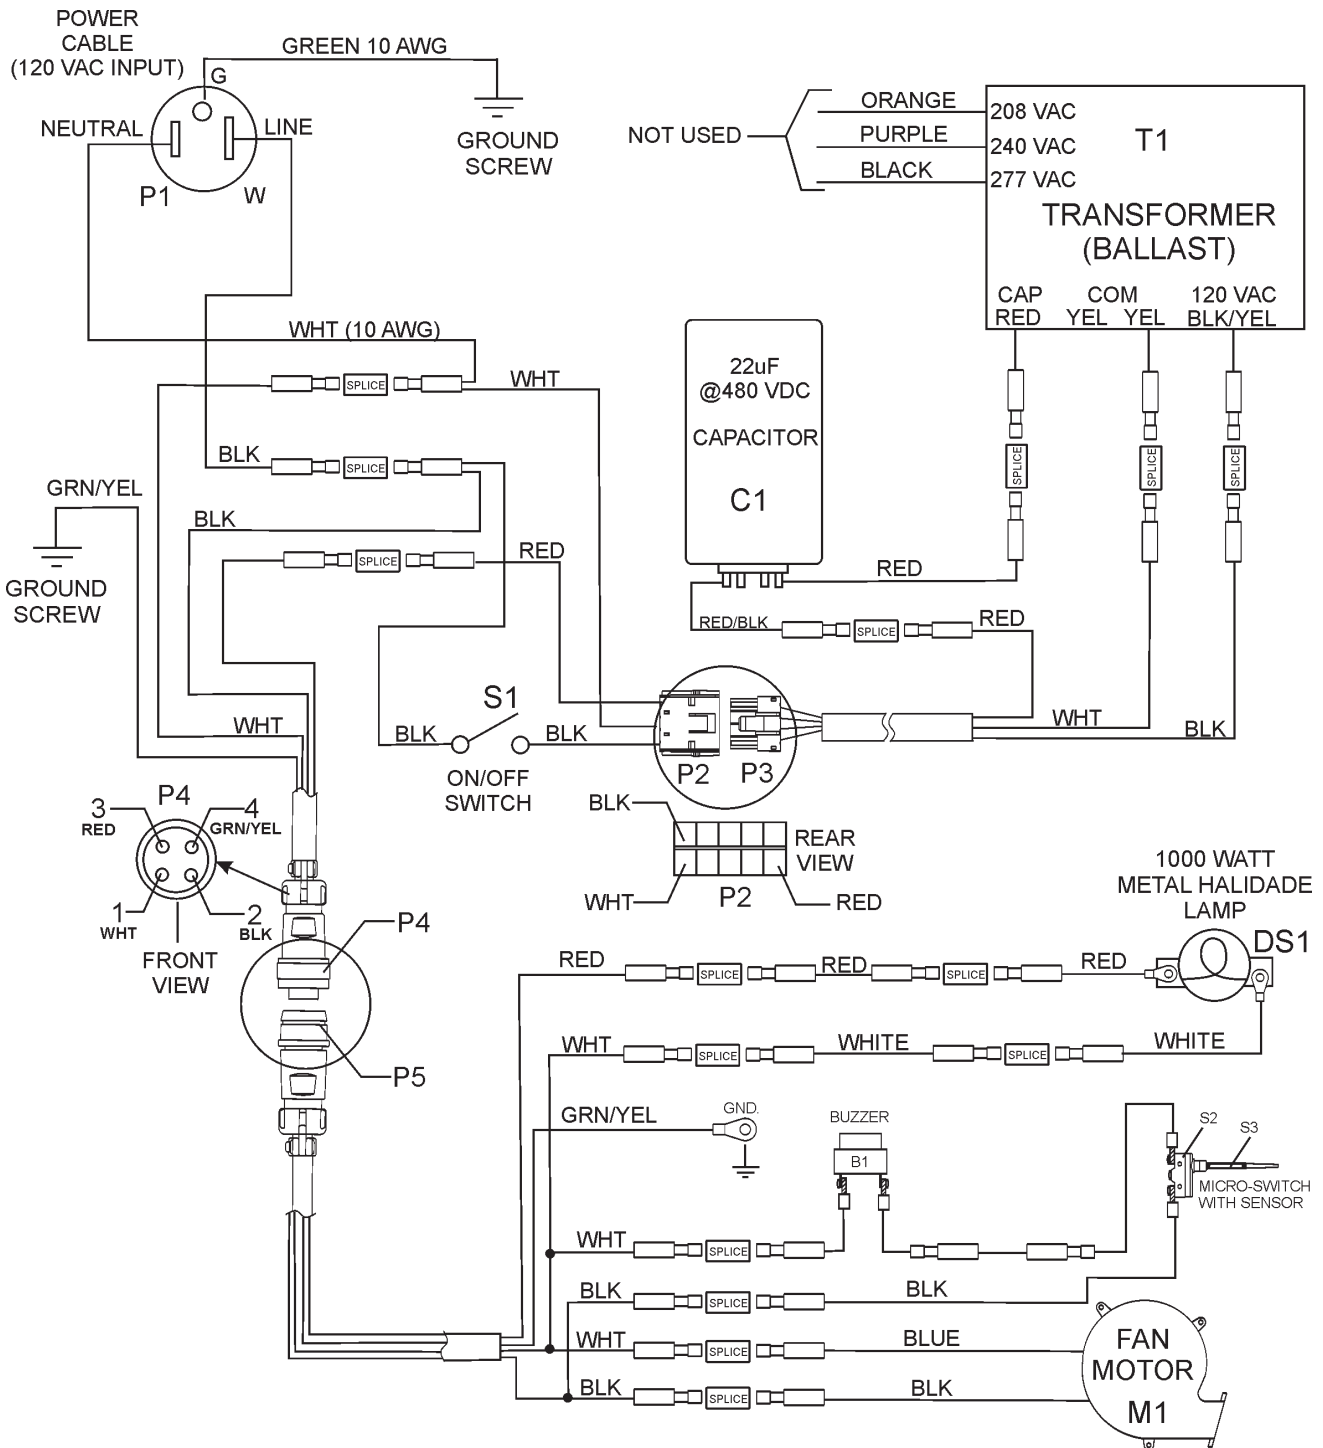 POWER
CABLE
(120 VAC INPUT)
G
GREEN 10 AWG
GROUND
SCREW
NEUTRAL
LINE
P1
W
NOT USED
ORANGE
PURPLE
BLACK
208 VAC
240 VAC
277 VAC
T1
TRANSFORMER
(BALLAST)
CAP
RED
COM
YEL YEL
120 VAC
BLK/YEL
WHT (10 AWG)
SPLICE
WHT
BLK
SPLICE
GRN/YEL
GROUND
SCREW
BLK
SPLICE
RED
22uF
@480 VDC
CAPACITOR
C1
SPLICE
SPLICE
SPLICE
RED
RED/BLK
SPLICE
RED
WHT
S1
BLK
BLK
ON/OFF
SWITCH
P2
P3
WHT
BLK
BLK
REAR
VIEW
WHT
P2
RED
P4
3
RED
4
GRN/YEL
1
WHT
2
BLK
FRONT
VIEW
P4
P5
1000 WATT
METAL HALIDADE
LAMP
DS1
RED
SPLICE
RED
SPLICE
RED
WHT
SPLICE
WHITE
SPLICE
WHITE
GRN/YEL
GND.
BUZZER
B1
S2
S3
MICRO-SWITCH
WITH SENSOR
WHT
SPLICE
BLK
SPLICE
BLK
WHT
SPLICE
BLUE
BLK
SPLICE
BLK
FAN
MOTOR
M1